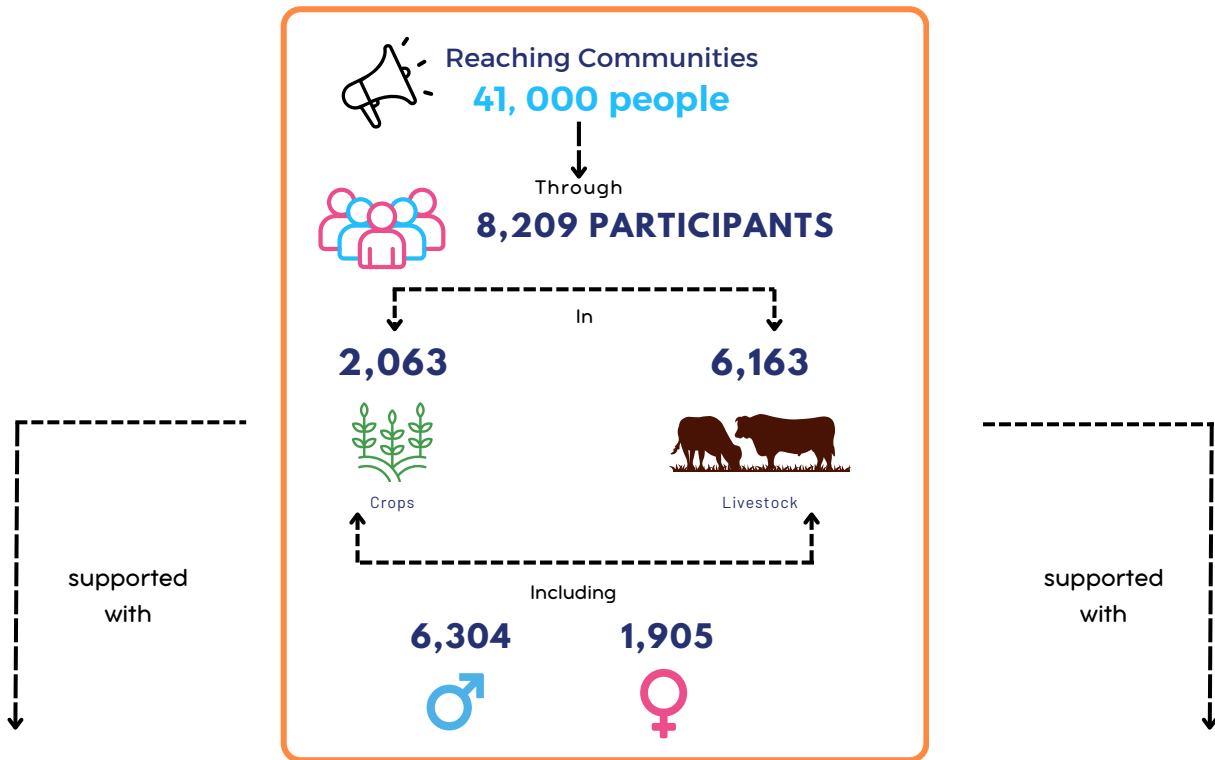 Reaching Communities
41, 000 people
Through
8,209 PARTICIPANTS
In
2,063
6,163
Crops
Livestock
supported
with
supported
with
Including
6,304
1,905